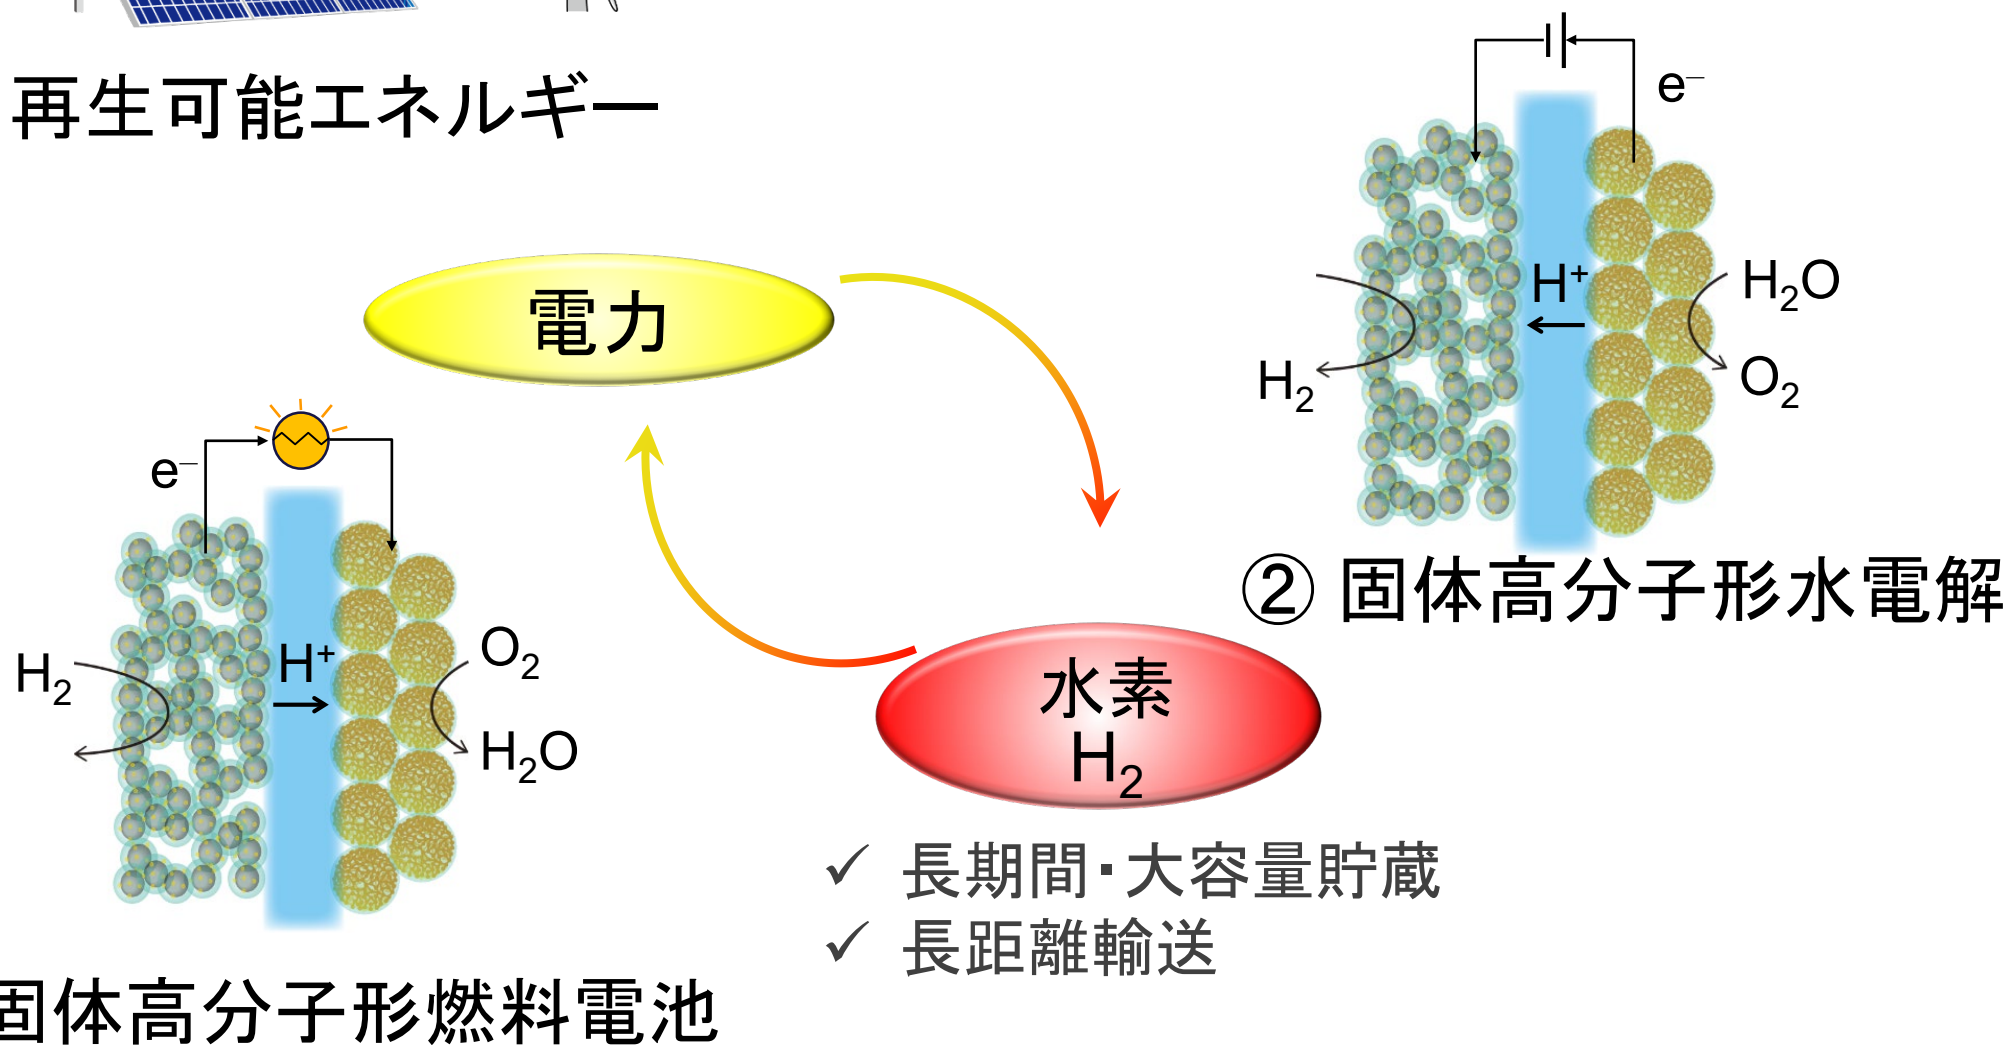 再生可能エネルギー
e–
電力
H+
H2O
H2
O2
② 固体高分子形水電解
e–
H2
H+
O2
H2O
水素
H2
✓ 長期間・大容量貯蔵
✓ 長距離輸送
固体高分子形燃料電池